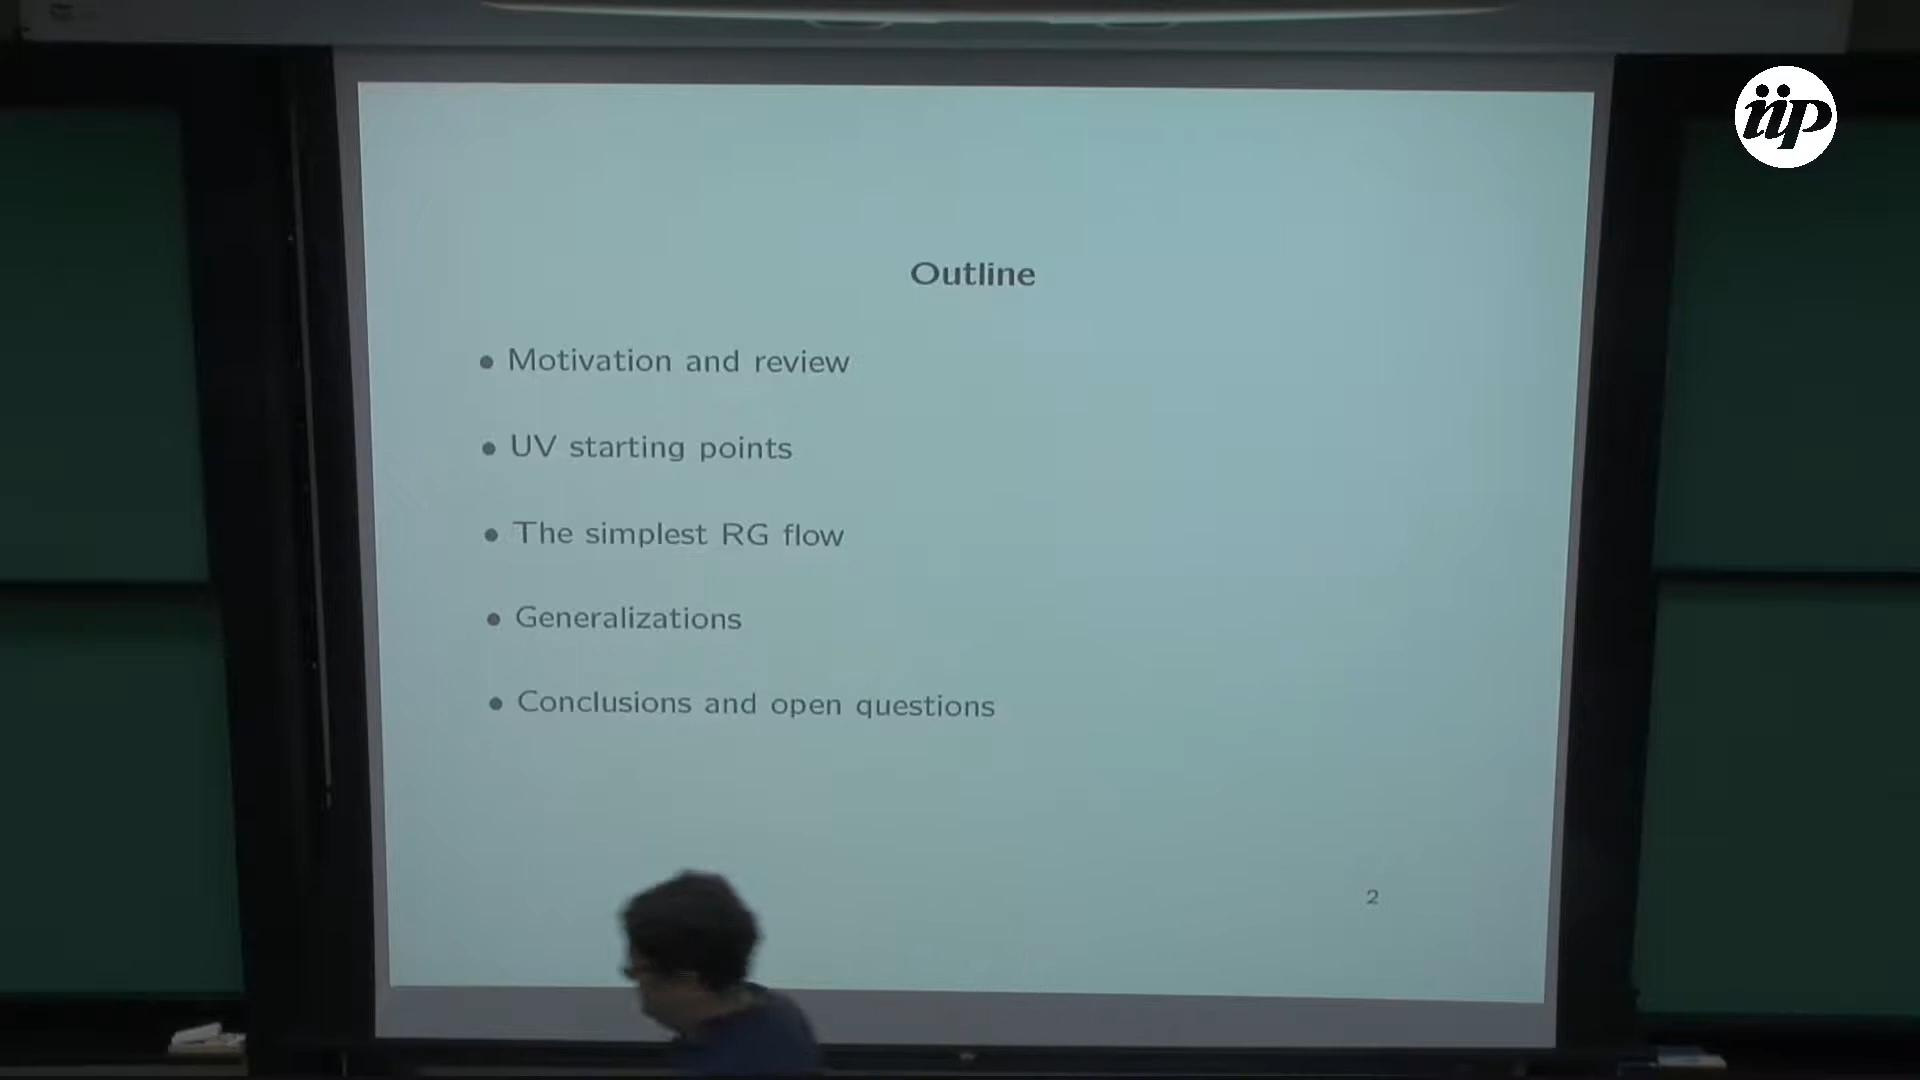 iip
Outline
• Motivation and review
• UV starting points
• The simplest RG flow
• Generalizations
• Conclusions and open questions
2